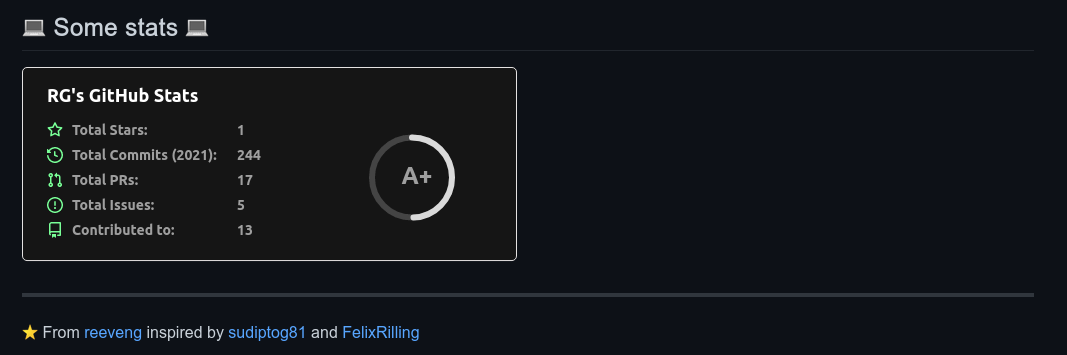 💻 Some stats 💻
RG's GitHub Stats
Total Stars: 1
Total Commits (2021): 244
Total PRs: 17
Total Issues: 5
Contributed to: 13
A+
⭐ From reeveng inspired by sudiptog81 and FelixRilling